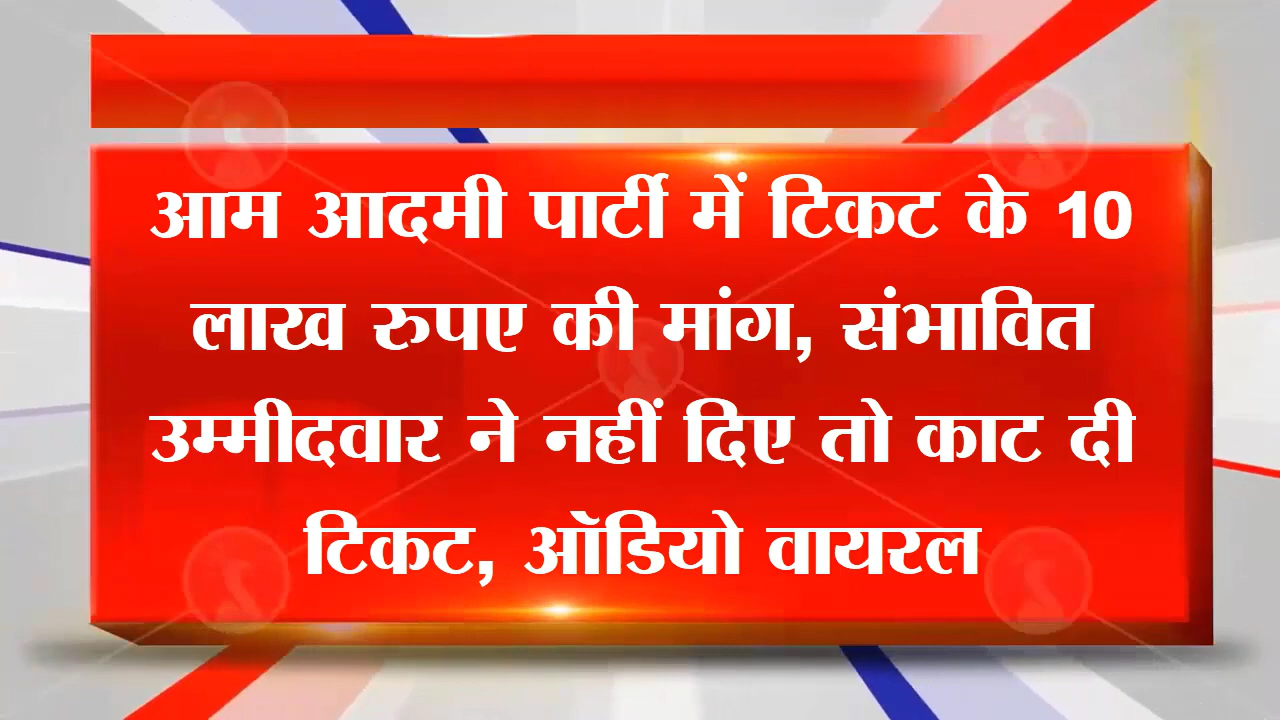 आम आदमी पार्टी में टिकट के 10
लाख रुपए की मांग, संभावित
उम्मीदवार ने नहीं दिए तो काट दी
टिकट, ऑडियो वायरल